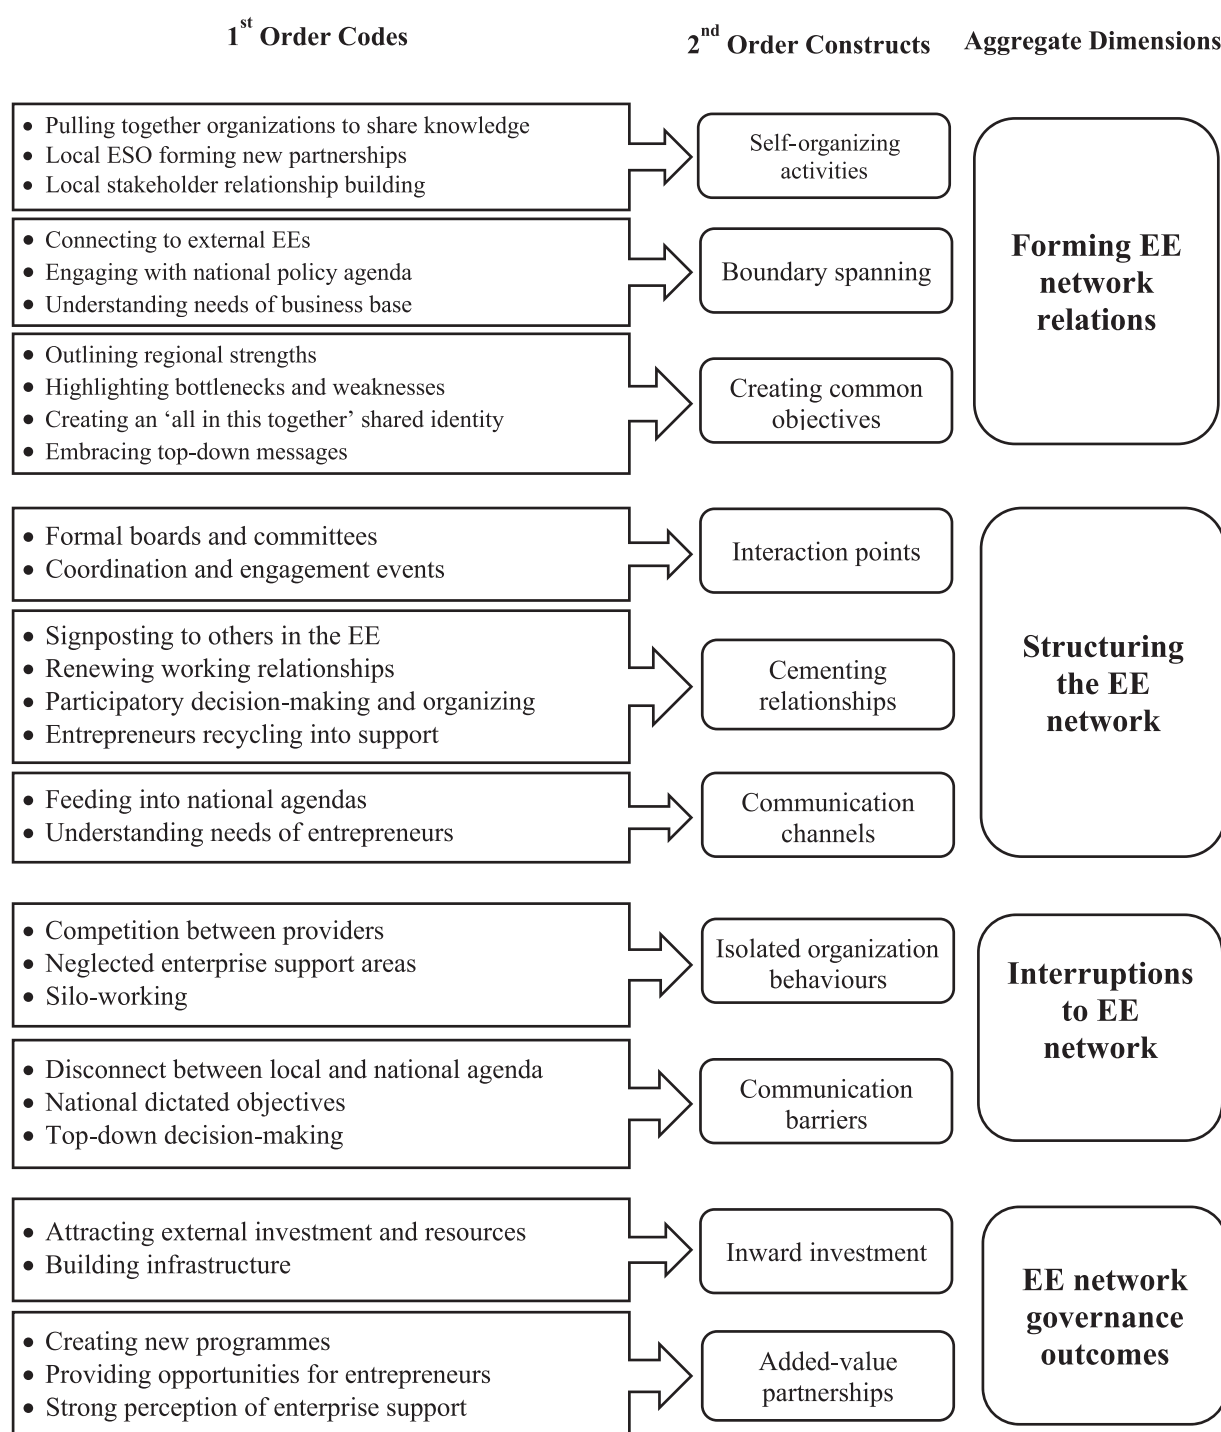 1st Order Codes
2nd Order Constructs
Aggregate Dimensions
• Pulling together organizations to share knowledge
• Local ESO forming new partnerships
• Local stakeholder relationship building
Self-organizing
activities
• Connecting to external EEs
• Engaging with national policy agenda
• Understanding needs of business base
Boundary spanning
• Outlining regional strengths
• Highlighting bottlenecks and weaknesses
• Creating an ‘all in this together’ shared identity
• Embracing top-down messages
Creating common
objectives
Forming EE
network
relations
• Formal boards and committees
• Coordination and engagement events
Interaction points
• Signposting to others in the EE
• Renewing working relationships
• Participatory decision-making and organizing
• Entrepreneurs recycling into support
Cementing
relationships
• Feeding into national agendas
• Understanding needs of entrepreneurs
Communication
channels
Structuring
the EE
network
• Competition between providers
• Neglected enterprise support areas
• Silo-working
Isolated organization
behaviours
• Disconnect between local and national agenda
• National dictated objectives
• Top-down decision-making
Communication
barriers
Interruptions
to EE
network
• Attracting external investment and resources
• Building infrastructure
Inward investment
• Creating new programmes
• Providing opportunities for entrepreneurs
• Strong perception of enterprise support
Added-value
partnerships
EE network
governance
outcomes